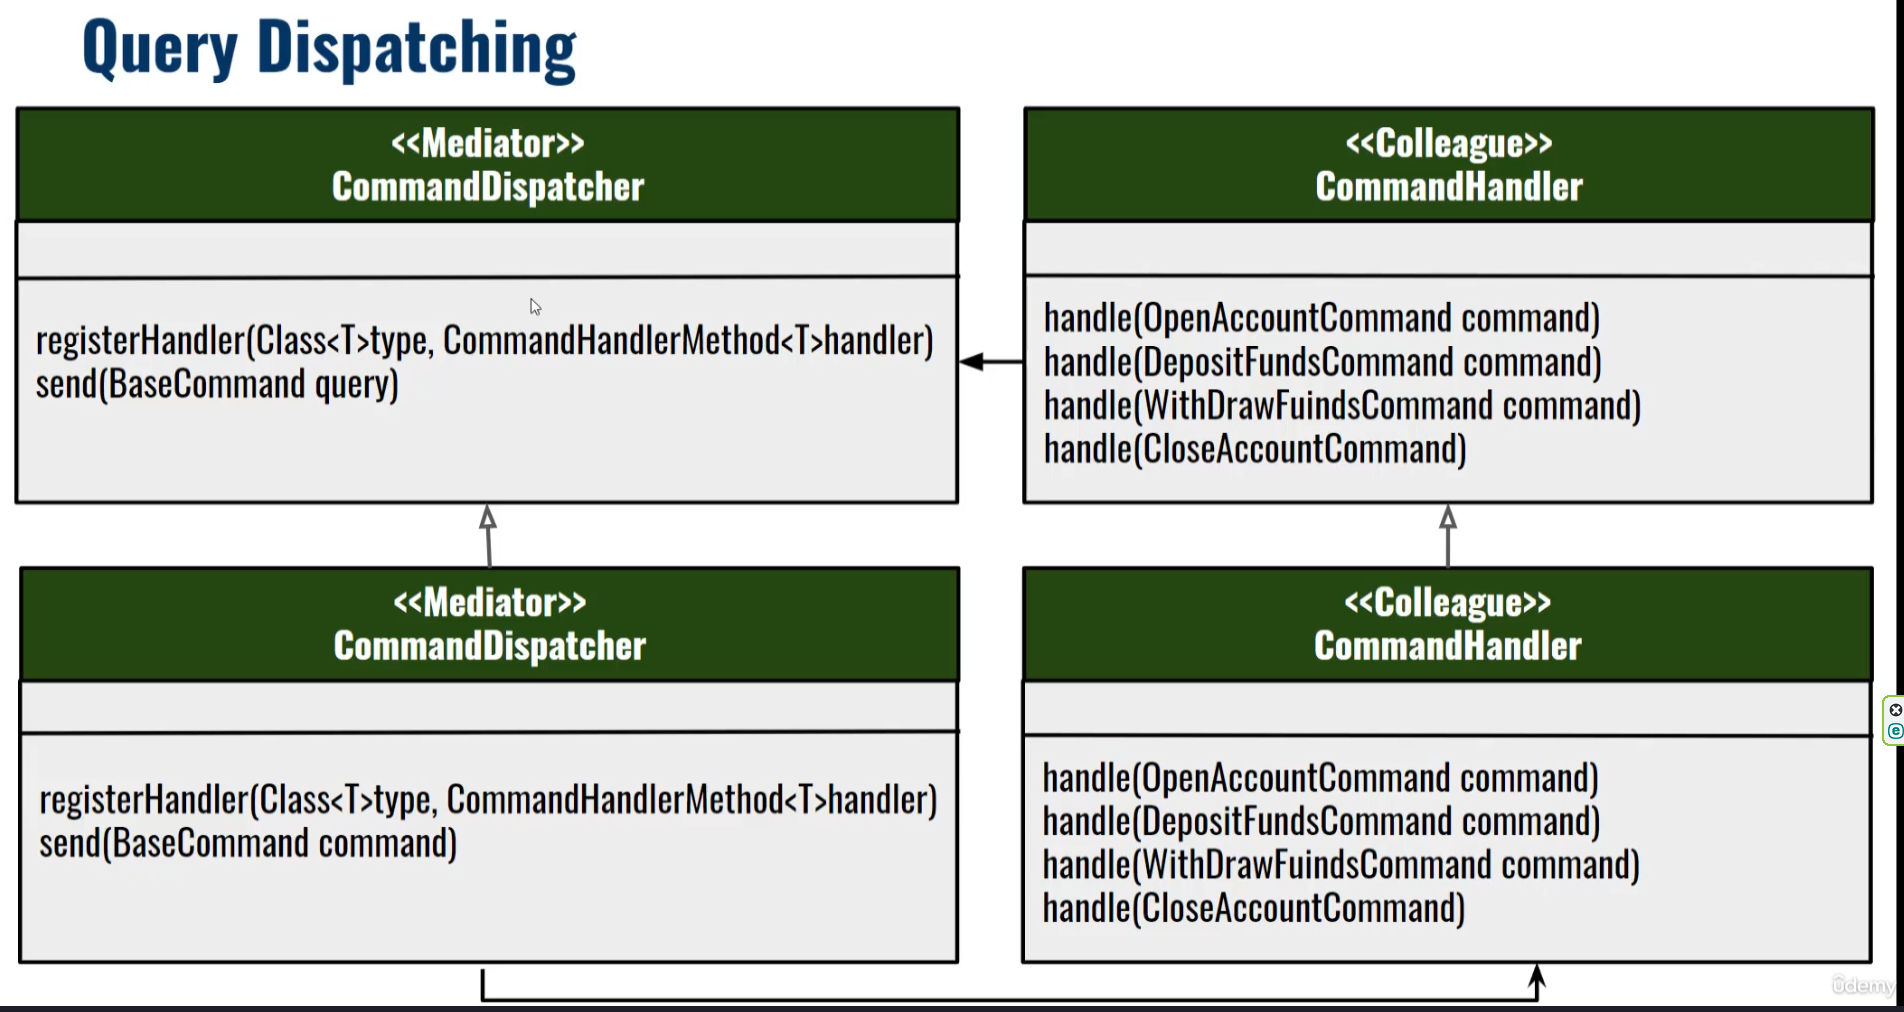 Query Dispatching
<<Mediator>>
CommandDispatcher
registerHandler(Class<T>type, CommandHandlerMethod<T>handler)
send(BaseCommand query)
<<Colleague>>
CommandHandler
handle(OpenAccountCommand command)
handle(DepositFundsCommand command)
handle(WithDrawFuindsCommand command)
handle(CloseAccountCommand)
<<Mediator>>
CommandDispatcher
registerHandler(Class<T>type, CommandHandlerMethod<T>handler)
send(BaseCommand command)
<<Colleague>>
CommandHandler
handle(OpenAccountCommand command)
handle(DepositFundsCommand command)
handle(WithDrawFuindsCommand command)
handle(CloseAccountCommand)
e
ûdemy